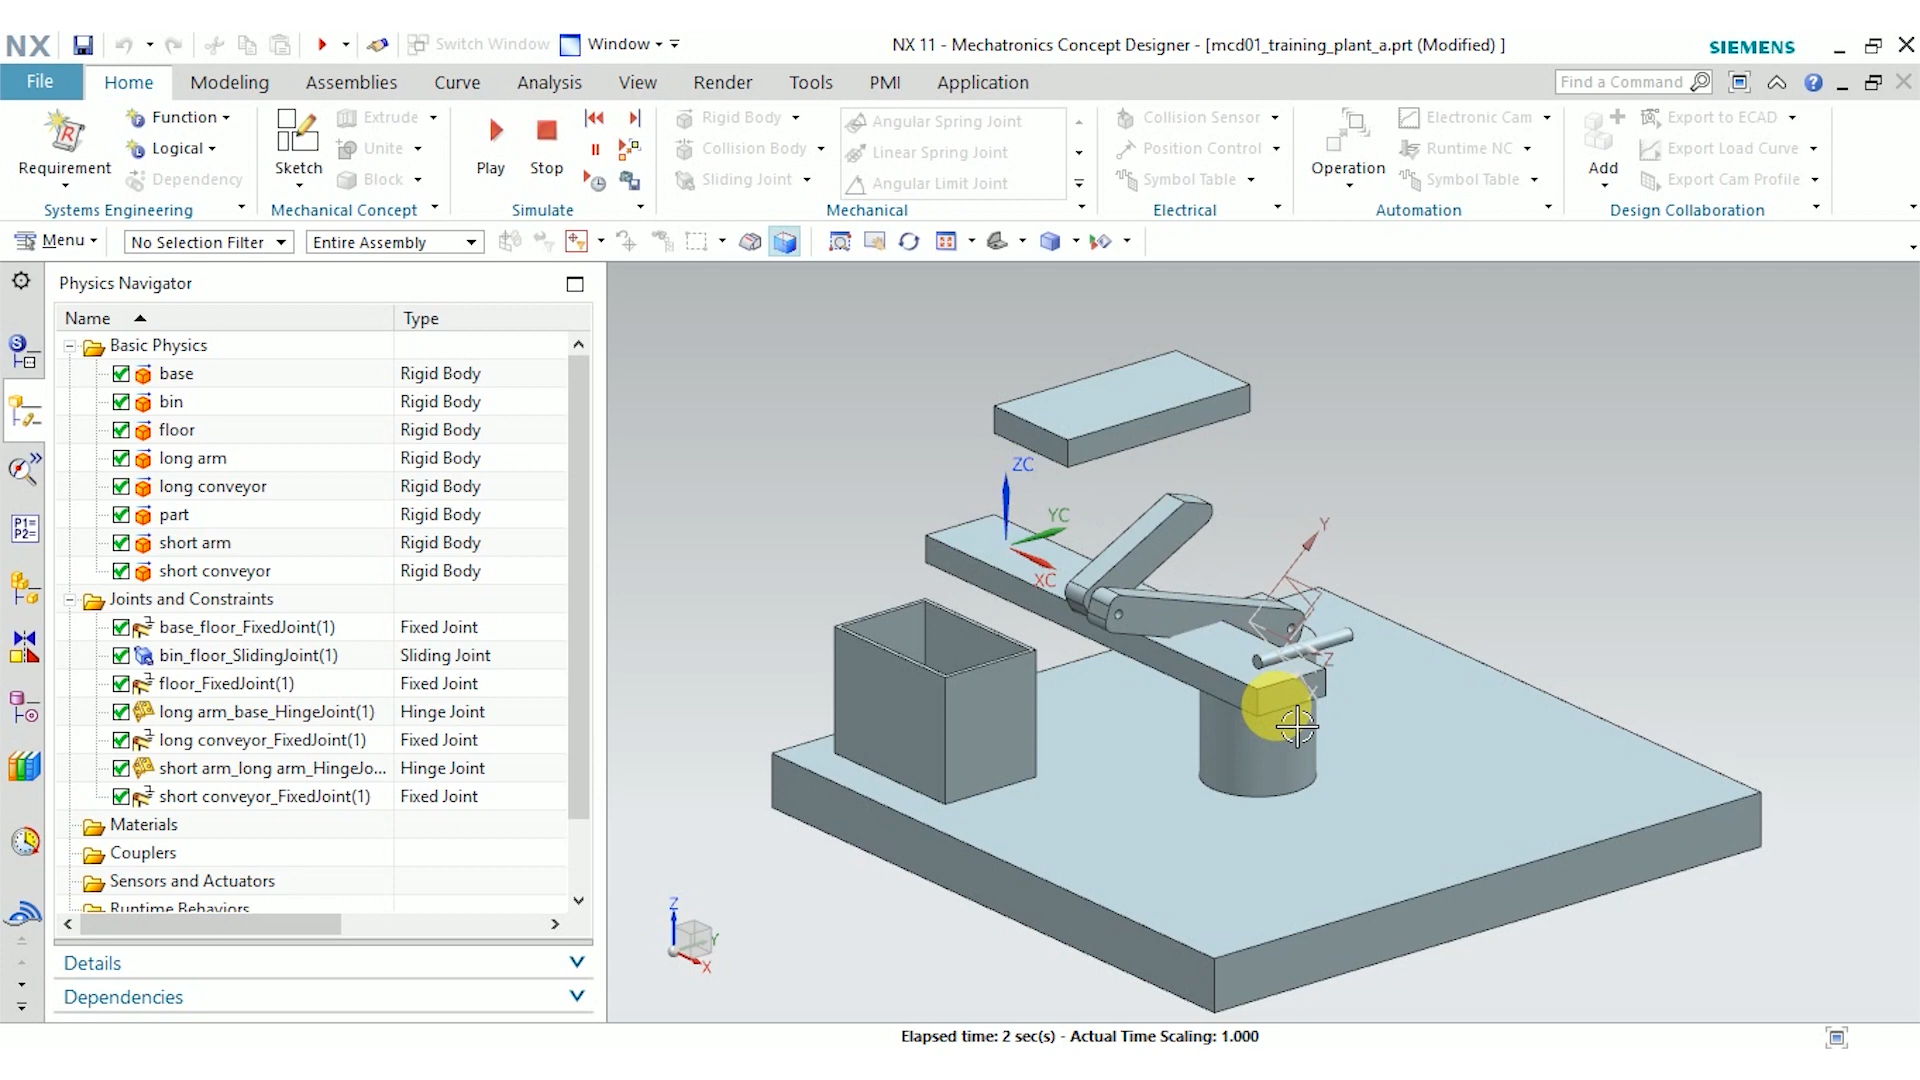 NX
Switch Window
Window
NX 11 - Mechatronics Concept Designer - [mcd01_training_plant_a.prt (Modified) ]
SIEMENS
File
Home
Modeling
Assemblies
Curve
Analysis
View
Render
Tools
PMI
Application
Find a Command
Requirement
Function
Logical
Dependency
Systems Engineering
Sketch
Extrude
Unite
Block
Mechanical Concept
Play
Stop
Simulate
Rigid Body
Collision Body
Sliding Joint
Angular Spring Joint
Linear Spring Joint
Angular Limit Joint
Mechanical
Collision Sensor
Position Control
Symbol Table
Electrical
Operation
Electronic Cam
Runtime NC
Symbol Table
Automation
Add
Export to ECAD
Export Load Curve
Export Cam Profile
Design Collaboration
Menu
No Selection Filter
Entire Assembly
Physics Navigator
Name Type
Basic Physics
base Rigid Body
bin Rigid Body
floor Rigid Body
long arm Rigid Body
long conveyor Rigid Body
part Rigid Body
short arm Rigid Body
short conveyor Rigid Body
Joints and Constraints
base_floor_FixedJoint(1) Fixed Joint
bin_floor_SlidingJoint(1) Sliding Joint
floor_FixedJoint(1) Fixed Joint
long arm_base_HingeJoint(1) Hinge Joint
long conveyor_FixedJoint(1) Fixed Joint
short arm_long arm_HingeJo... Hinge Joint
short conveyor_FixedJoint(1) Fixed Joint
Materials
Couplers
Sensors and Actuators
Runtime Behaviors
Details
Dependencies
P1=
P2=
ZC
YC
XC
Y
Z
X
Z
Y
X
Elapsed time: 2 sec(s) - Actual Time Scaling: 1.000